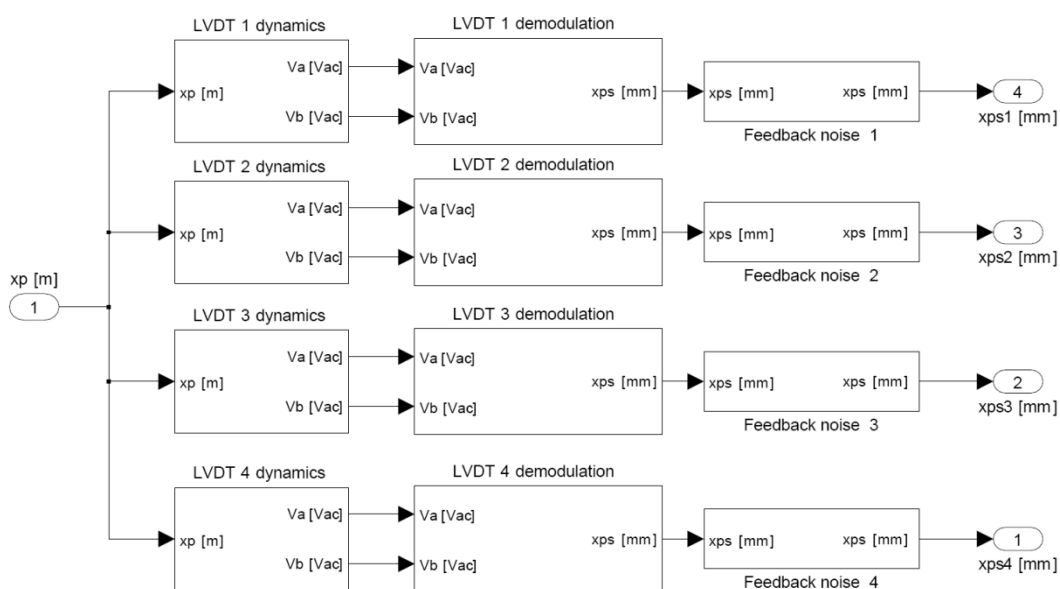 LVDT 1 dynamics
LVDT 1 demodulation
Va [Vac]
Va [Vac]
xp [m]
xps [mm]
xps [mm]
xps [mm]
4
Vb [Vac]
Vb [Vac]
xps1 [mm]
Feedback noise 1
LVDT 2 dynamics
LVDT 2 demodulation
Va [Vac]
Va [Vac]
xp [m]
xps [mm]
xps [mm]
xps [mm]
3
Vb [Vac]
Vb [Vac]
xps2 [mm]
Feedback noise 2
xp [m]
1
LVDT 3 dynamics
LVDT 3 demodulation
Va [Vac]
Va [Vac]
xp [m]
xps [mm]
xps [mm]
xps [mm]
2
Vb [Vac]
Vb [Vac]
xps3 [mm]
Feedback noise 3
LVDT 4 dynamics
LVDT 4 demodulation
Va [Vac]
Va [Vac]
xp [m]
xps [mm]
xps [mm]
xps [mm]
1
Vb [Vac]
Vb [Vac]
xps4 [mm]
Feedback noise 4